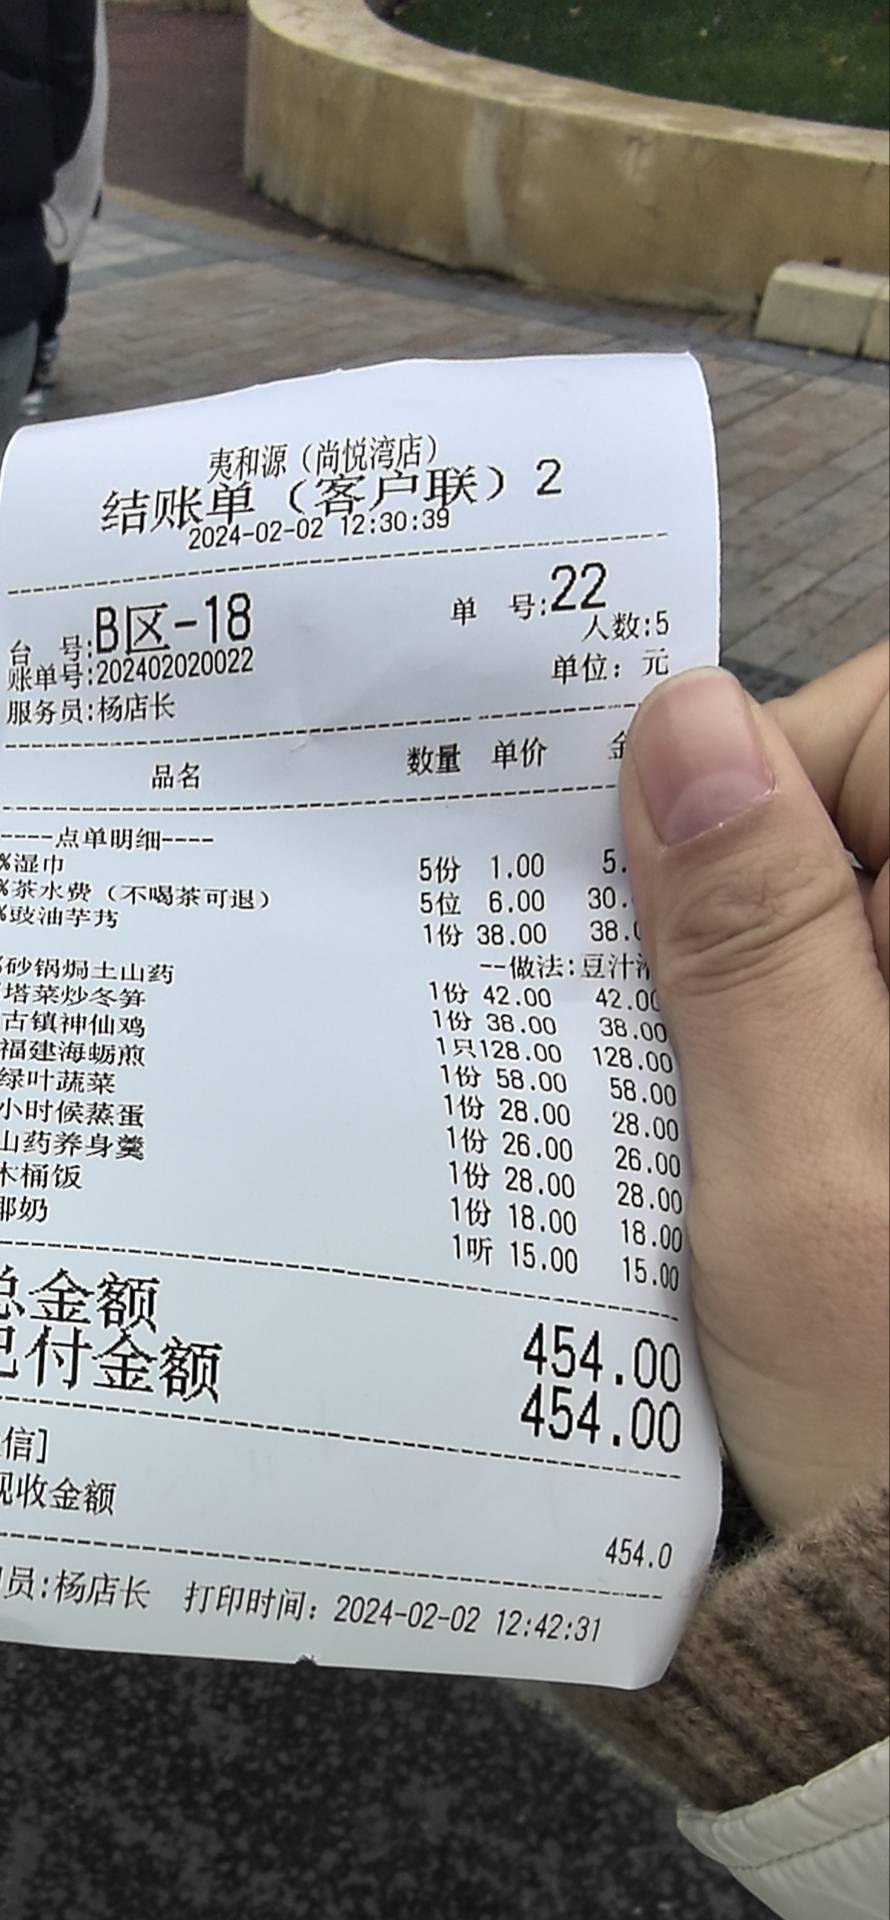 夷和源（尚悦湾店）
结账单（客户联）2
2024-02-02 12:30:39
台 号:B区-18 单 号:22
人数:5
账单号:202402020022 单位：元
服务员:杨店长
品名 数量 单价
----点单明细----
%湿巾 5份 1.00 5.
%茶水费（不喝茶可退） 5位 6.00 30.
%豉油芋艿 1份 38.00 38.0
--做法:豆汁
砂锅焗土山药 1份 42.00 42.00
塔菜炒冬笋 1份 38.00 38.00
古镇神仙鸡 1只 128.00 128.00
福建海蛎煎 1份 58.00 58.00
绿叶蔬菜 1份 28.00 28.00
小时候蒸蛋 1份 26.00 26.00
山药养身羹 1份 28.00 28.00
木桶饭 1份 18.00 18.00
椰奶 1听 15.00 15.00
总金额 454.00
已付金额 454.00
信]
现收金额 454.0
员:杨店长 打印时间：2024-02-02 12:42:31